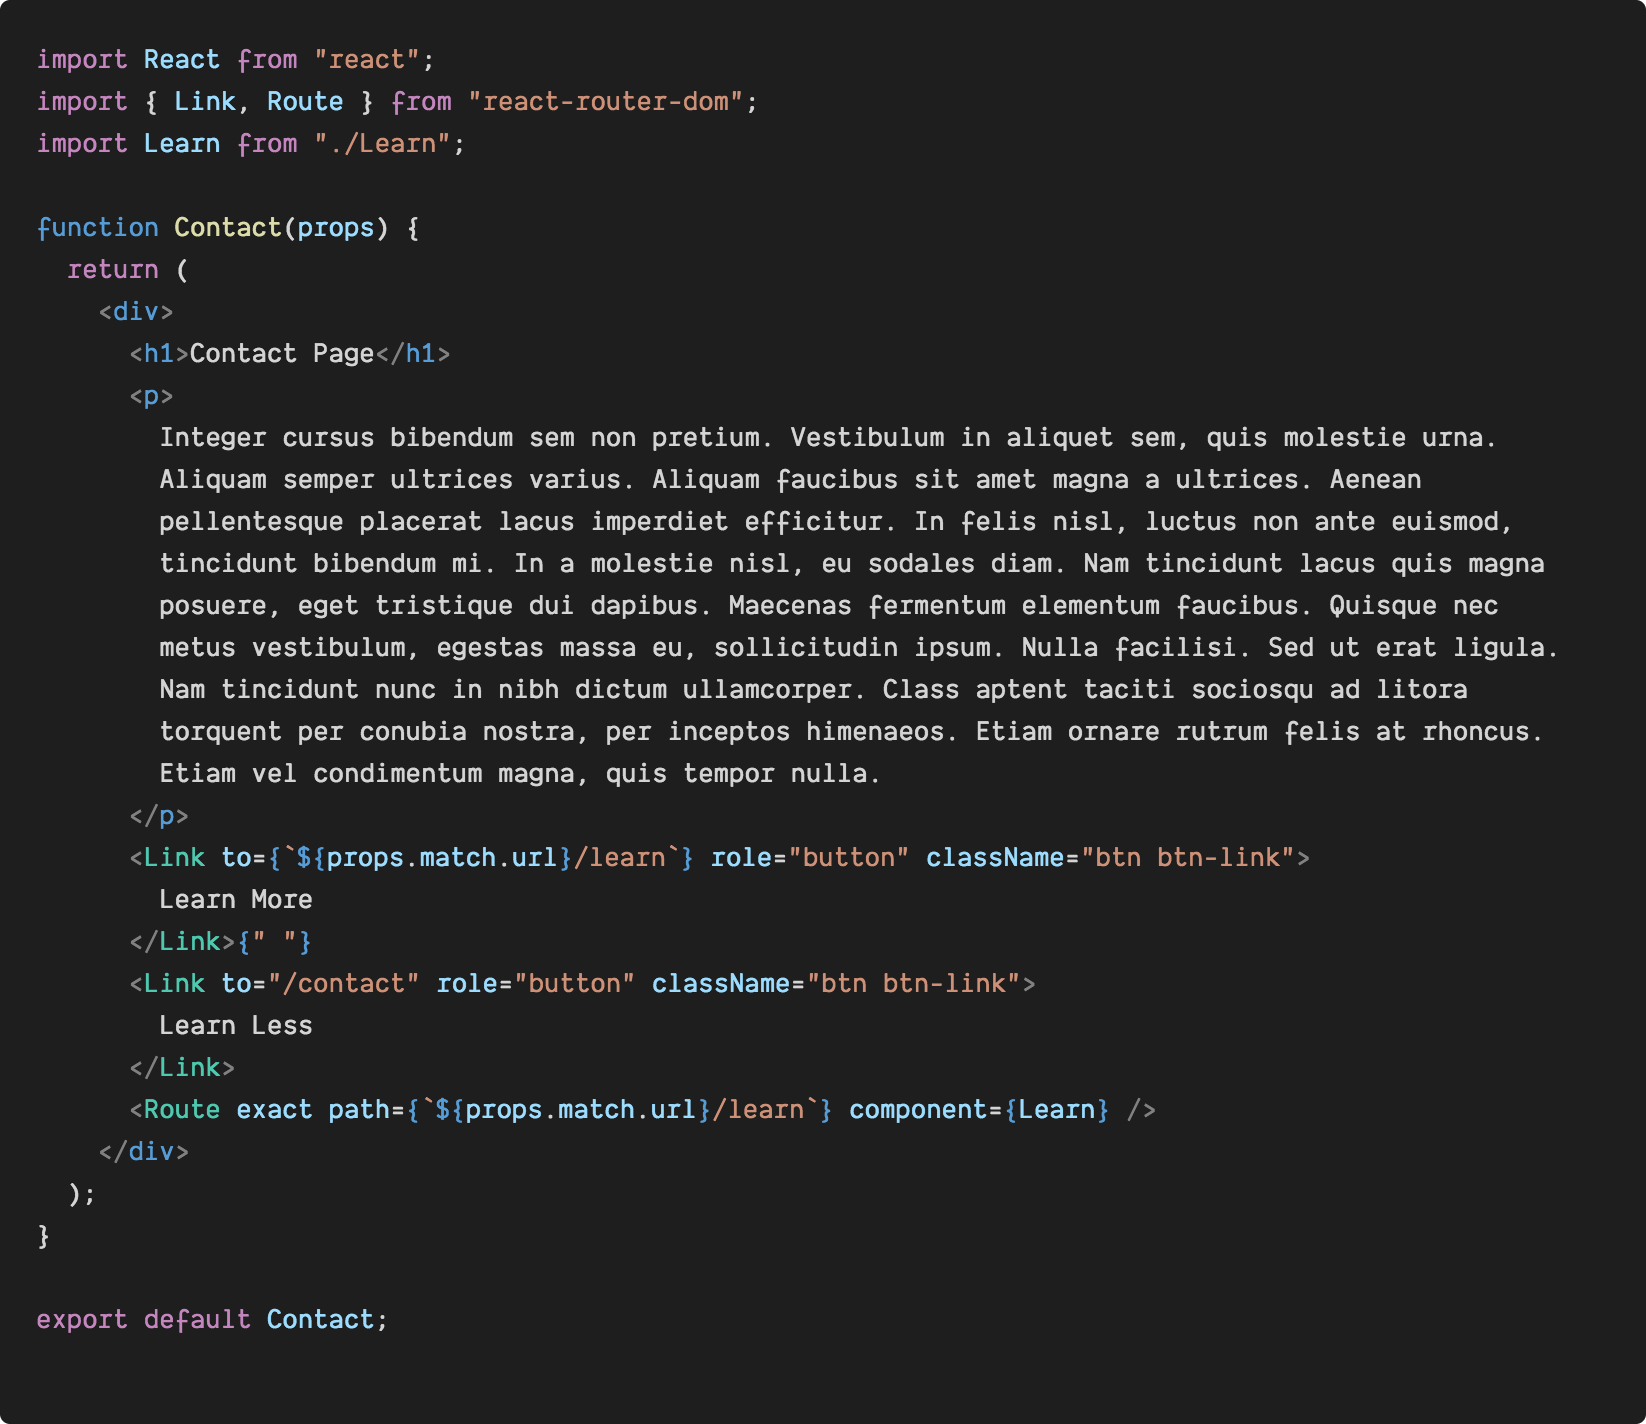 import React from "react";
import { Link, Route } from "react-router-dom";
import Learn from "./Learn";

function Contact(props) {
  return (
    <div>
      <h1>Contact Page</h1>
      <p>
        Integer cursus bibendum sem non pretium. Vestibulum in aliquet sem, quis molestie urna.
        Aliquam semper ultrices varius. Aliquam faucibus sit amet magna a ultrices. Aenean
        pellentesque placerat lacus imperdiet efficitur. In felis nisl, luctus non ante euismod,
        tincidunt bibendum mi. In a molestie nisl, eu sodales diam. Nam tincidunt lacus quis magna
        posuere, eget tristique dui dapibus. Maecenas fermentum elementum faucibus. Quisque nec
        metus vestibulum, egestas massa eu, sollicitudin ipsum. Nulla facilisi. Sed ut erat ligula.
        Nam tincidunt nunc in nibh dictum ullamcorper. Class aptent taciti sociosqu ad litora
        torquent per conubia nostra, per inceptos himenaeos. Etiam ornare rutrum felis at rhoncus.
        Etiam vel condimentum magna, quis tempor nulla.
      </p>
      <Link to={`${props.match.url}/learn`} role="button" className="btn btn-link">
        Learn More
      </Link>{" "}
      <Link to="/contact" role="button" className="btn btn-link">
        Learn Less
      </Link>
      <Route exact path={`${props.match.url}/learn`} component={Learn} />
    </div>
  );
}

export default Contact;